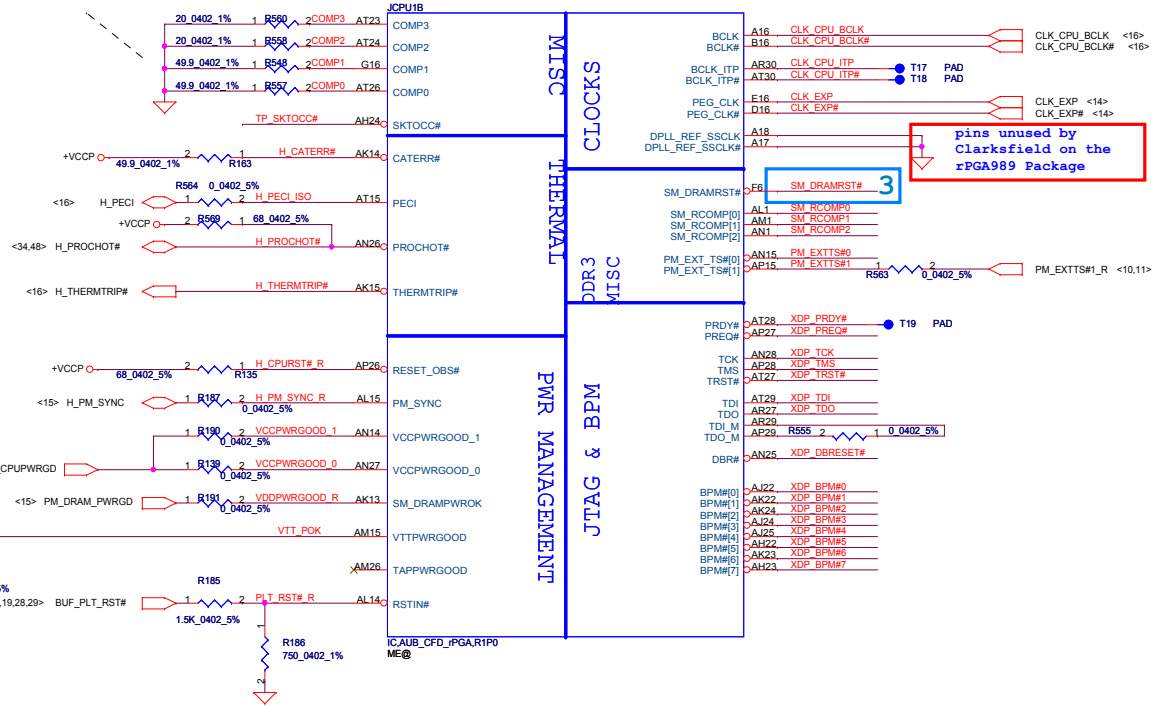 JCPU1B
20_0402_1% 1 R560 2 COMP3 AT23 COMP3
20_0402_1% 1 R558 2 COMP2 AT24 COMP2
49.9_0402_1% 1 R548 2 COMP1 G16 COMP1
49.9_0402_1% 1 R557 2 COMP0 AT26 COMP0
TP_SKTOCC# AH24 SKTOCC#
+VCCP 49.9_0402_1% 2 1 R163 H_CATERR# AK14 CATERR#
<16> H_PECI 1 R564 2 0_0402_5% H_PECI_ISO AT15 PECI
+VCCP 2 R569 1 68_0402_5%
<34,48> H_PROCHOT# H_PROCHOT# AN26 PROCHOT#
<16> H_THERMTRIP# H_THERMTRIP# AK15 THERMTRIP#
+VCCP 68_0402_5% 2 1 R135 H_CPURST#_R AP26 RESET_OBS#
<15> H_PM_SYNC 1 R187 2 0_0402_5% H_PM_SYNC_R AL15 PM_SYNC
1 R190 2 0_0402_5% VCCPWRGOOD_1 AN14 VCCPWRGOOD_1
_CPUPWRGD 1 R139 2 0_0402_5% VCCPWRGOOD_0 AN27 VCCPWRGOOD_0
<15> PM_DRAM_PWRGD 1 R191 2 0_0402_5% VDDPWRGOOD_R AK13 SM_DRAMPWROK
VTT_POK AM15 VTTPWRGOOD
AM26 TAPPWRGOOD
%
,19,28,29> BUF_PLT_RST# 1 R185 2 1.5K_0402_5% PLT_RST#_R AL14 RSTIN#
1 R186 2 750_0402_1%
IC,AUB_CFD_rPGA,R1P0
ME@
MISC
THERMAL
PWR MANAGEMENT
CLOCKS
DDR3
MISC
JTAG & BPM
BCLK A16 CLK_CPU_BCLK CLK_CPU_BCLK <16>
BCLK# B16 CLK_CPU_BCLK# CLK_CPU_BCLK# <16>
BCLK_ITP AR30 CLK_CPU_ITP T17 PAD
BCLK_ITP# AT30 CLK_CPU_ITP# T18 PAD
PEG_CLK E16 CLK_EXP CLK_EXP <14>
PEG_CLK# D16 CLK_EXP# CLK_EXP# <14>
DPLL_REF_SSCLK A18
DPLL_REF_SSCLK# A17
pins unused by
Clarksfield on the
rPGA989 Package
SM_DRAMRST# F6 SM_DRAMRST# 3
SM_RCOMP[0] AL1 SM_RCOMP0
SM_RCOMP[1] AM1 SM_RCOMP1
SM_RCOMP[2] AN1 SM_RCOMP2
PM_EXT_TS#[0] AN15 PM_EXTTS#0
PM_EXT_TS#[1] AP15 PM_EXTTS#1 1 R563 2 0_0402_5% PM_EXTTS#1_R <10,11>
PRDY# AT28 XDP_PRDY# T19 PAD
PREQ# AP27 XDP_PREQ#
TCK AN28 XDP_TCK
TMS AP28 XDP_TMS
TRST# AT27 XDP_TRST#
TDI AT29 XDP_TDI
TDO AR27 XDP_TDO
TDI_M AR29
TDO_M AP29 R555 2 1 0_0402_5%
DBR# AN25 XDP_DBRESET#
BPM#[0] AJ22 XDP_BPM#0
BPM#[1] AK22 XDP_BPM#1
BPM#[2] AK24 XDP_BPM#2
BPM#[3] AJ24 XDP_BPM#3
BPM#[4] AJ25 XDP_BPM#4
BPM#[5] AH22 XDP_BPM#5
BPM#[6] AK23 XDP_BPM#6
BPM#[7] AH23 XDP_BPM#7